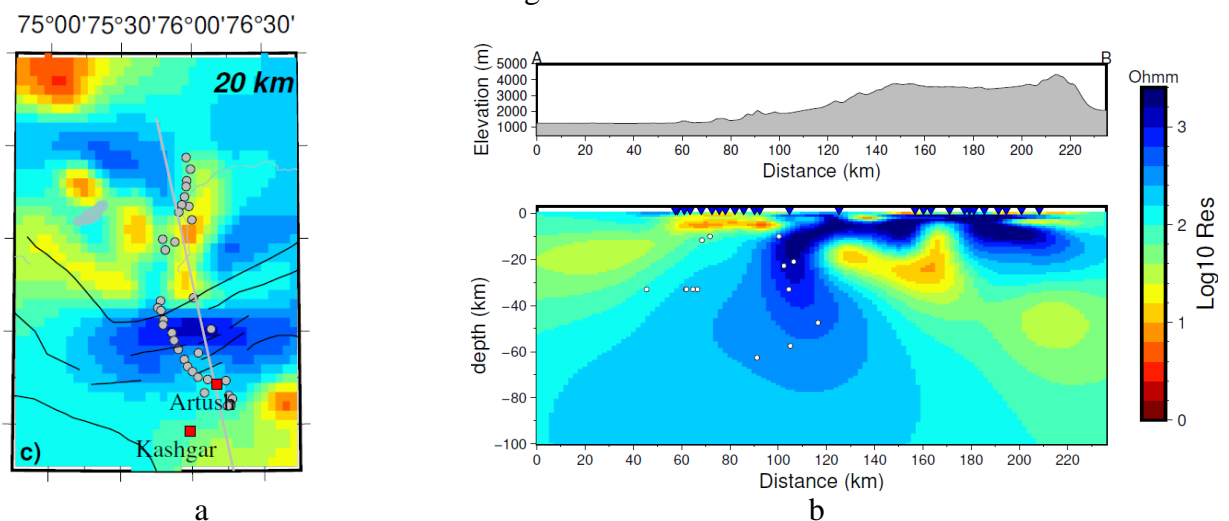 75°00'75°30'76°00'76°30'
20 km
Artush
Kashgar
c)
a
A
B
Elevation (m)
5000
4000
3000
2000
1000
0
20
40
60
80
100
120
140
160
180
200
220
Distance (km)
depth (km)
0
−20
−40
−60
−80
−100
0
20
40
60
80
100
120
140
160
180
200
220
Distance (km)
b
Ohmm
3
2
1
0
Log10 Res